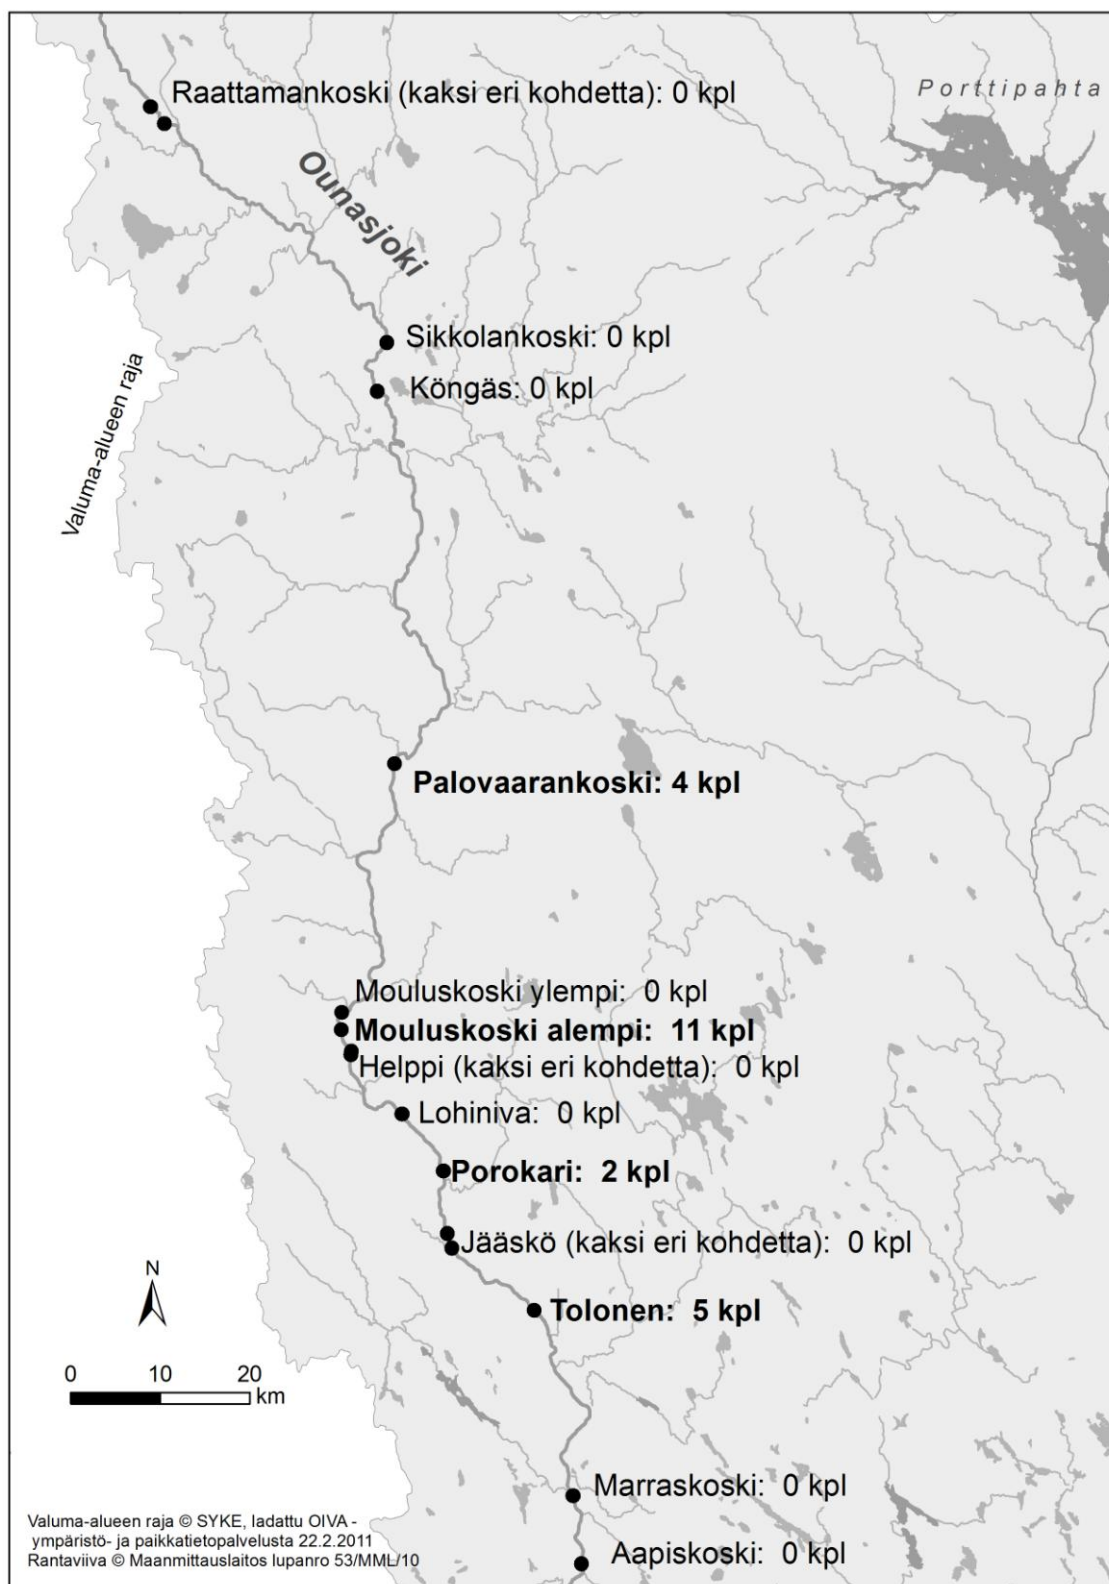 Raattamankoski (kaksi eri kohdetta): 0 kpl
Porttipahta
Ounasjoki
Sikkolankoski: 0 kpl
Köngäs: 0 kpl
Valuma-alueen raja
Palovaarankoski: 4 kpl
Mouluskoski ylempi: 0 kpl
Mouluskoski alempi: 11 kpl
Helppi (kaksi eri kohdetta): 0 kpl
Lohiniva: 0 kpl
Porokari: 2 kpl
Jääskö (kaksi eri kohdetta): 0 kpl
N
Tolonen: 5 kpl
0 10 20
km
Marraskoski: 0 kpl
Aapiskoski: 0 kpl
Valuma-alueen raja © SYKE, ladattu OIVA -
ympäristö- ja paikkatietopalvelusta 22.2.2011
Rantaviiva © Maanmittauslaitos lupanro 53/MML/10